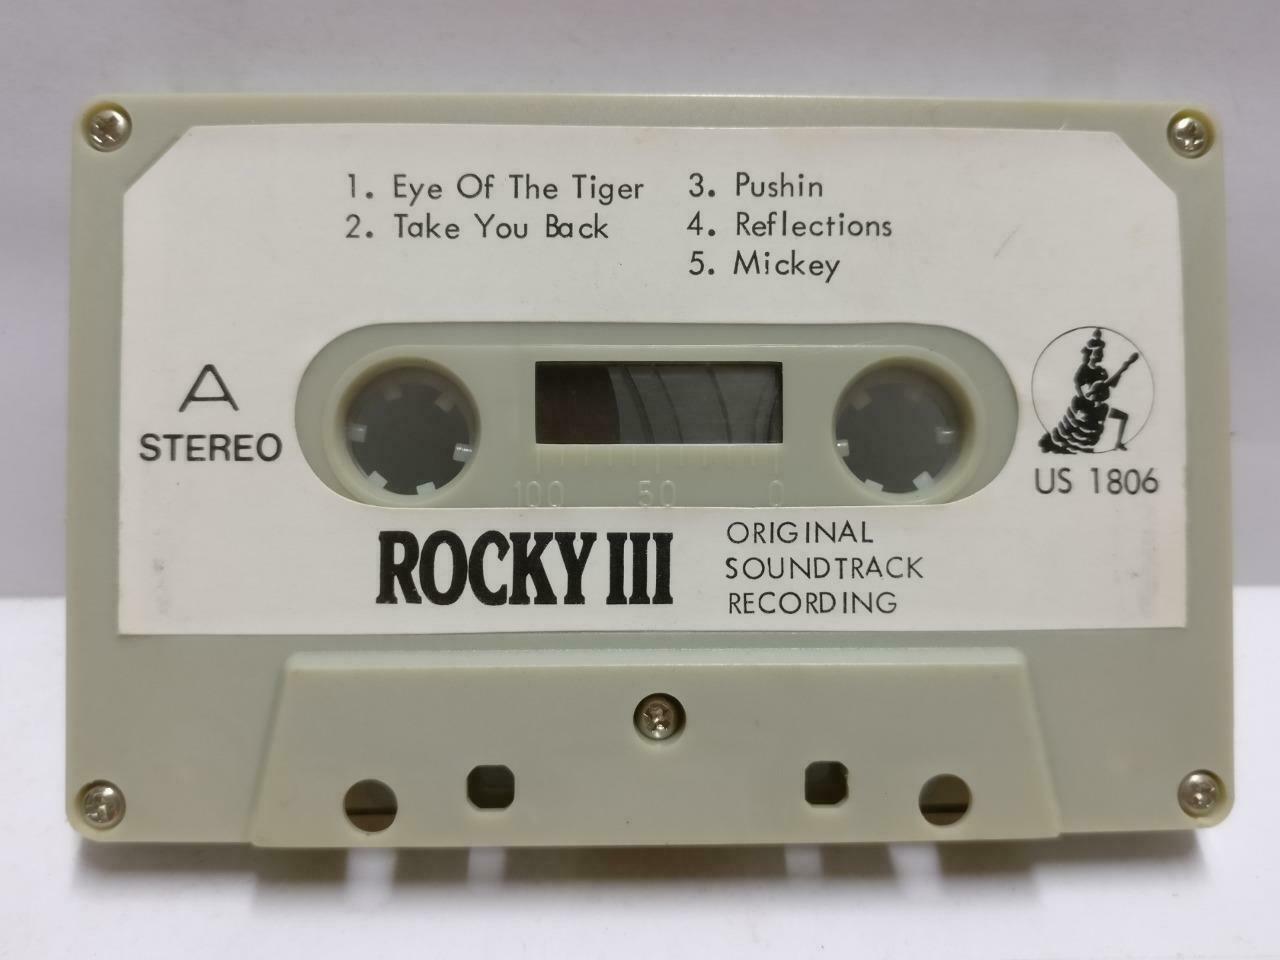 1. Eye Of The Tiger
2. Take You Back
3. Pushin
4. Reflections
5. Mickey
A
STEREO
US 1806
100 50 0
ROCKY III
ORIGINAL
SOUNDTRACK
RECORDING